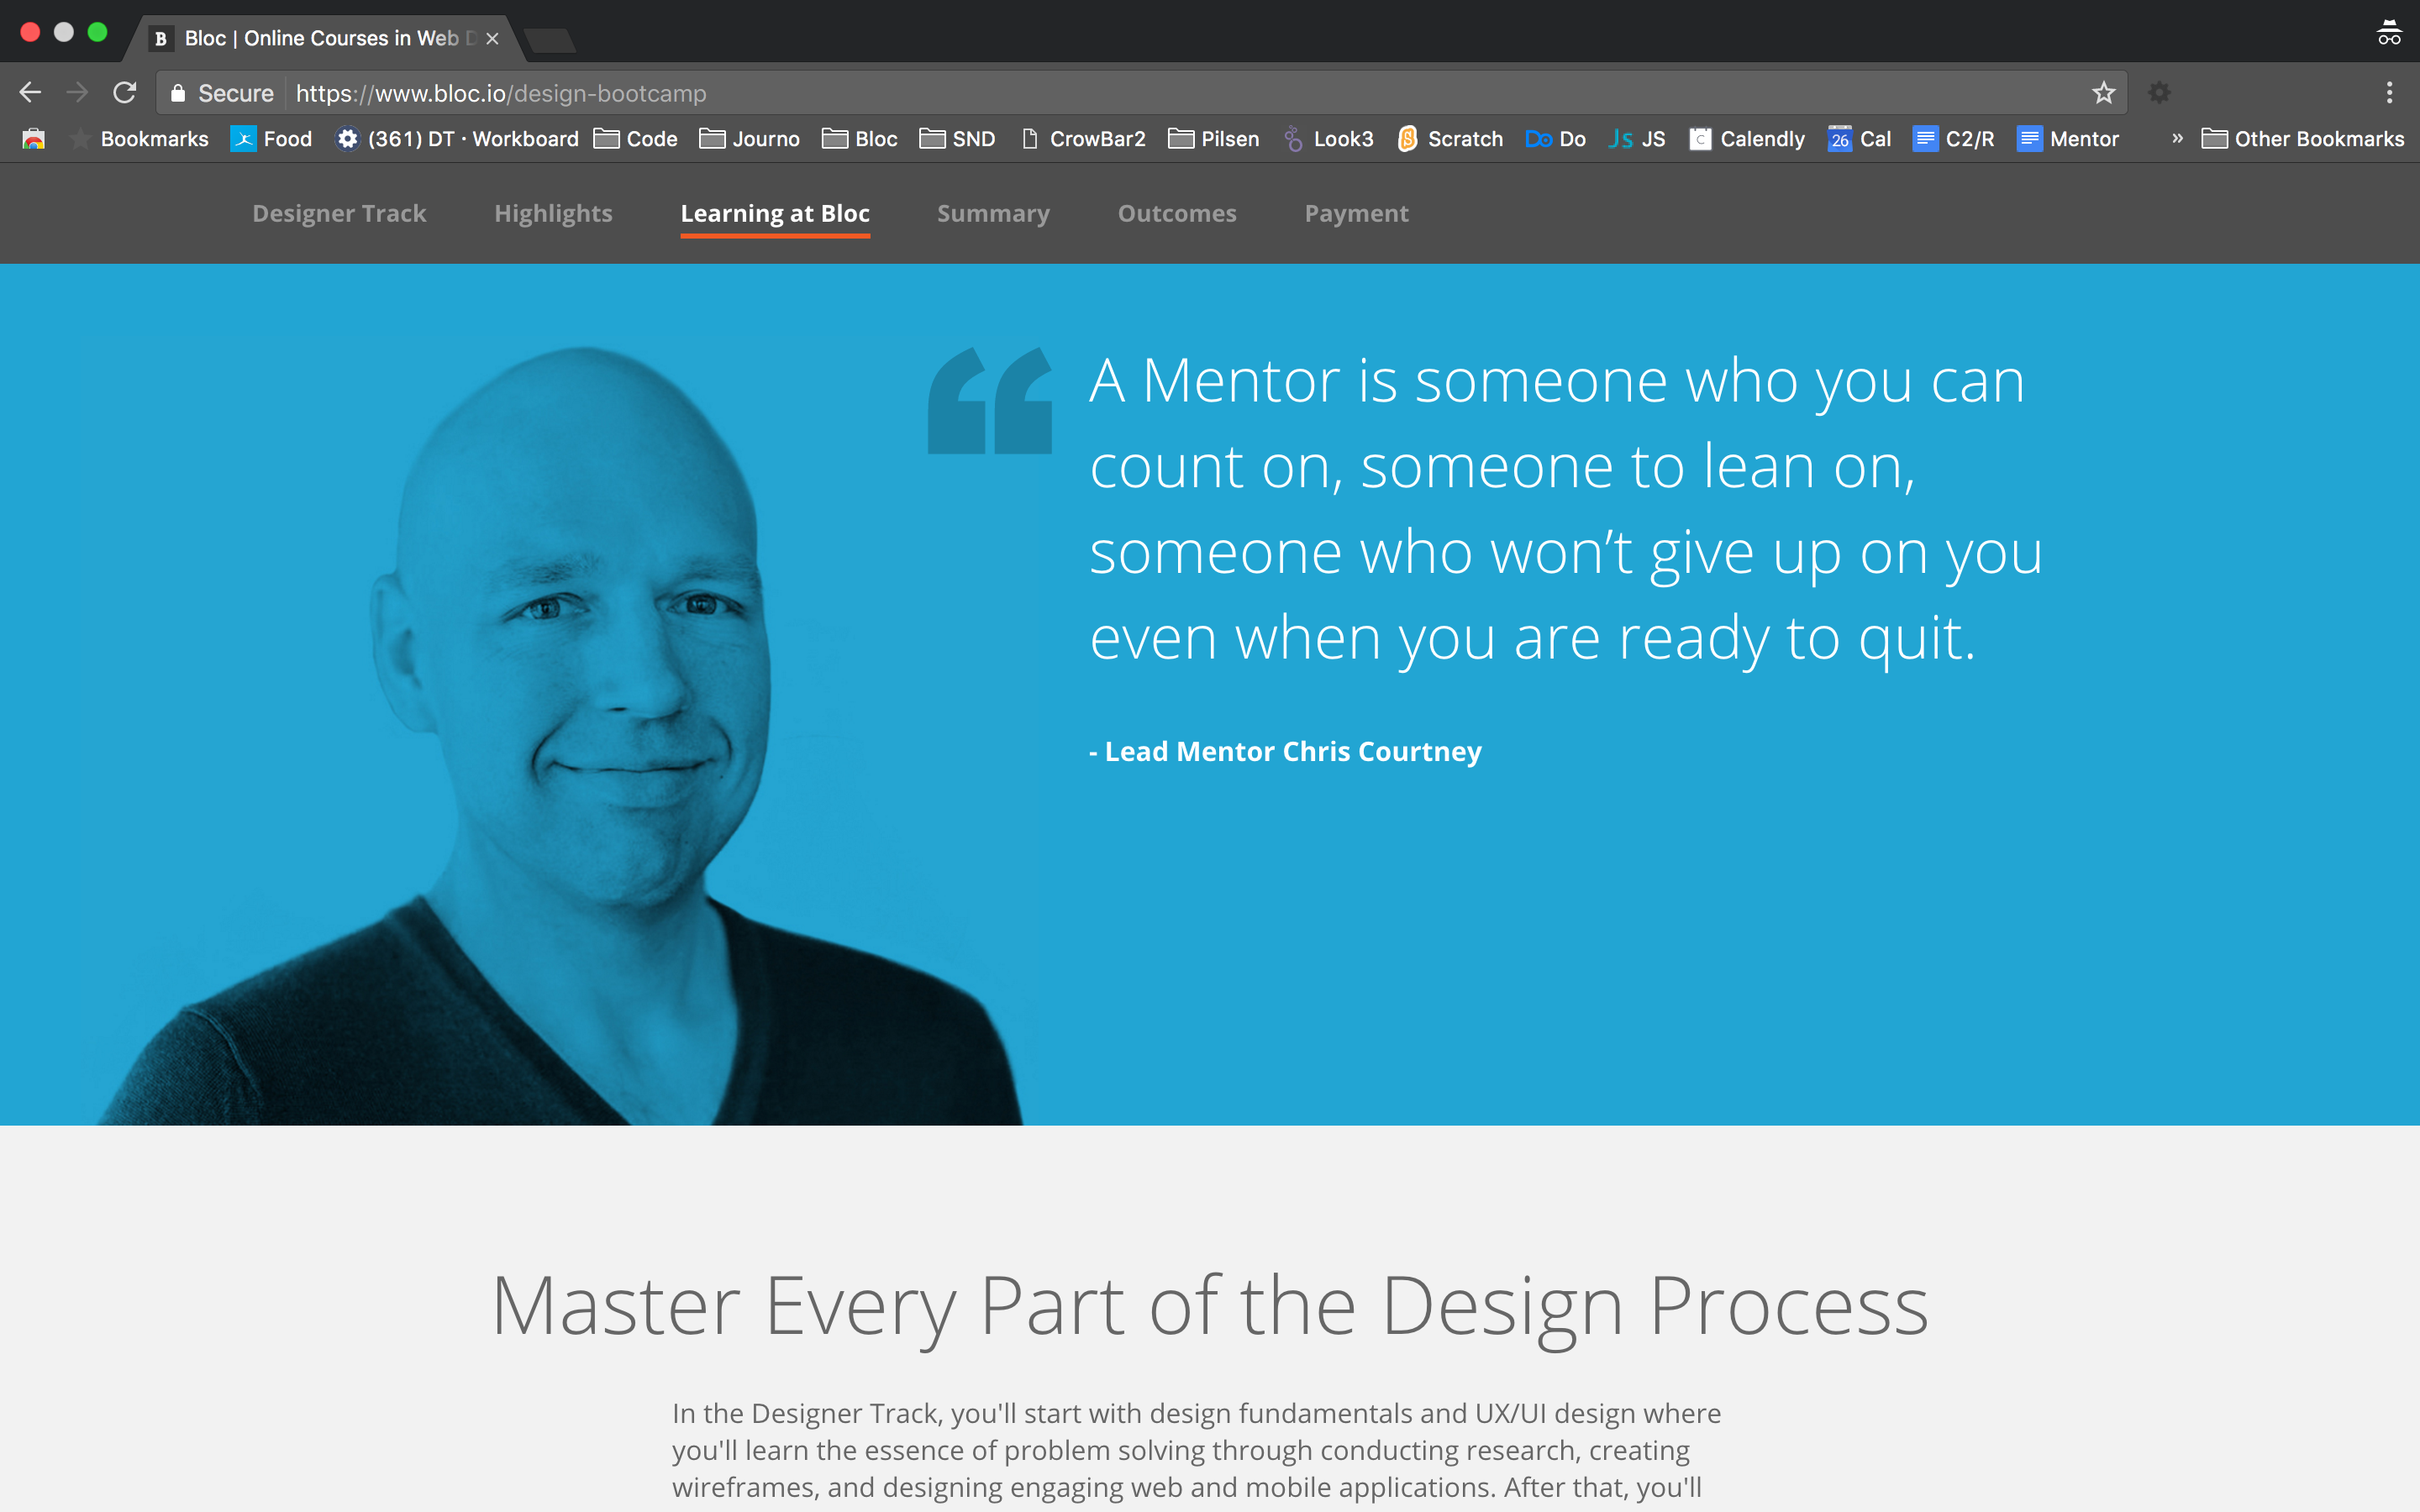 B Bloc | Online Courses in Web D
Secure https://www.bloc.io/design-bootcamp
Bookmarks Food (361) DT · Workboard Code Journo Bloc SND CrowBar2 Pilsen Look3 Scratch Do Do Js JS C Calendly 26 Cal C2/R Mentor » Other Bookmarks
Designer Track Highlights Learning at Bloc Summary Outcomes Payment
“ A Mentor is someone who you can
count on, someone to lean on,
someone who won’t give up on you
even when you are ready to quit.
- Lead Mentor Chris Courtney
Master Every Part of the Design Process
In the Designer Track, you'll start with design fundamentals and UX/UI design where
you'll learn the essence of problem solving through conducting research, creating
wireframes, and designing engaging web and mobile applications. After that, you'll